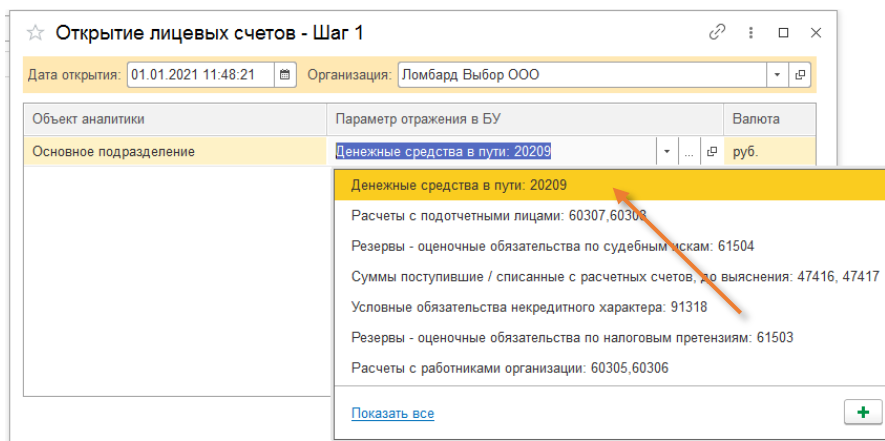 Открытие лицевых счетов - Шаг 1
Дата открытия: 01.01.2021 11:48:21 Организация: Ломбард Выбор ООО
Объект аналитики Параметр отражения в БУ Валюта
Основное подразделение Денежные средства в пути: 20209 ... руб.
Денежные средства в пути: 20209
Расчеты с подотчетными лицами: 60307,60308
Резервы - оценочные обязательства по судебным искам: 61504
Суммы поступившие / списанные с расчетных счетов, до выяснения: 47416, 47417
Условные обязательства некредитного характера: 91318
Резервы - оценочные обязательства по налоговым претензиям: 61503
Расчеты с работниками организации: 60305,60306
Показать все